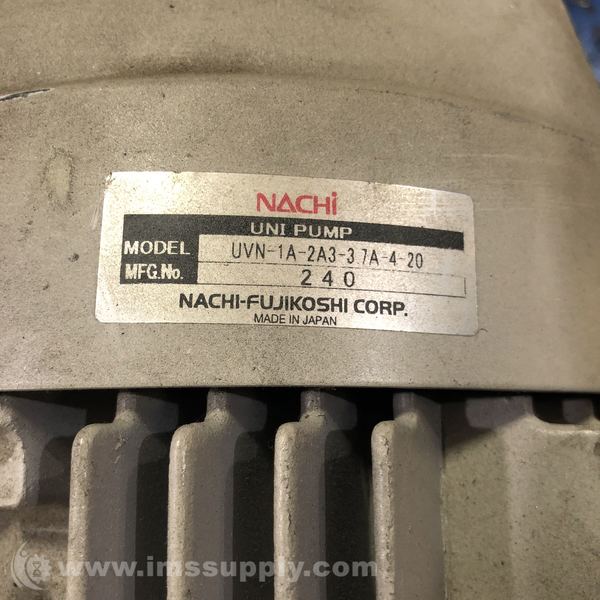 NACHi
UNI PUMP
MODEL UVN-1A-2A3-3.7A-4-20
MFG.No. 240
NACHI-FUJIKOSHI CORP.
MADE IN JAPAN
www.imssupply.com